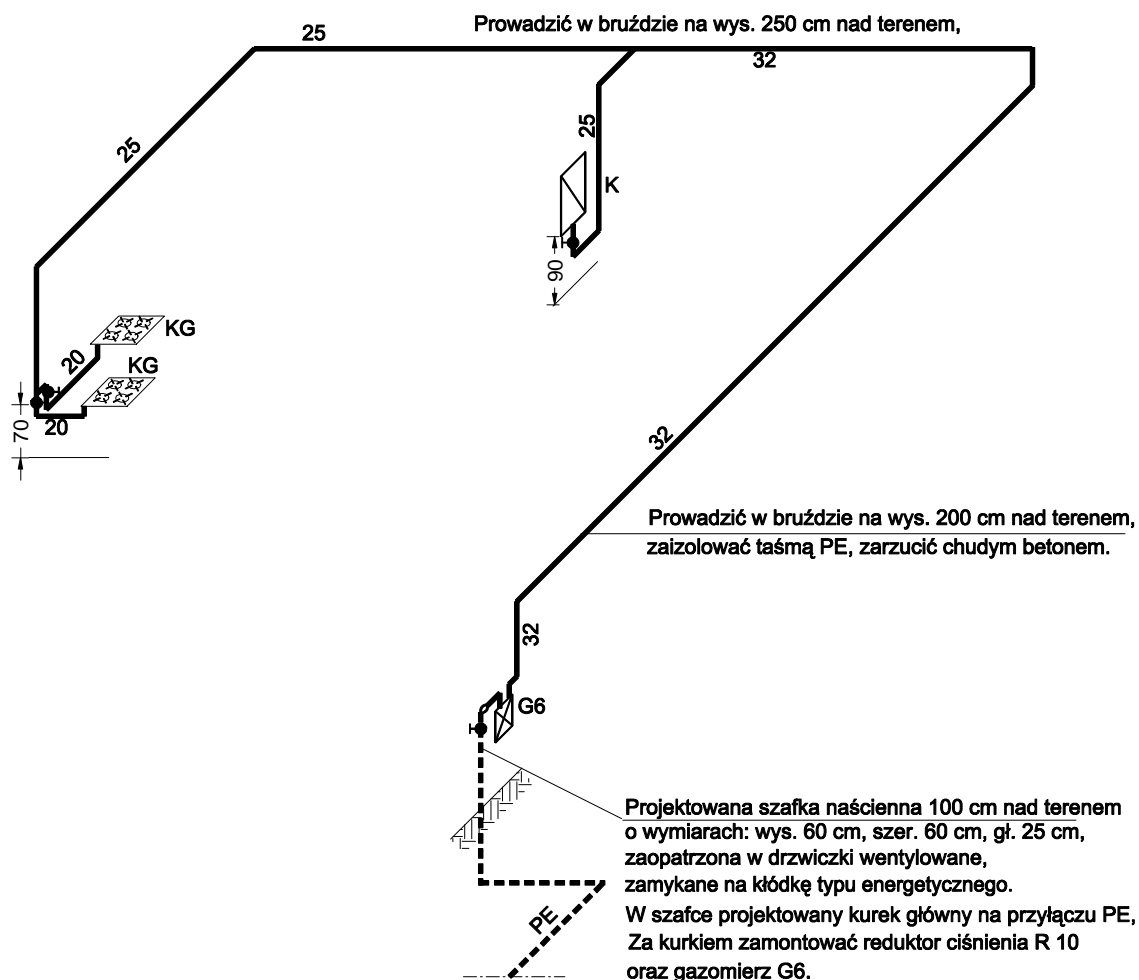 Prowadzić w bruździe na wys. 250 cm nad terenem,
25
32
25
25
K
90
KG
20
KG
70
20
32
Prowadzić w bruździe na wys. 200 cm nad terenem,
zaizolować taśmą PE, zarzucić chudym betonem.
32
G6
Projektowana szafka naścienna 100 cm nad terenem
o wymiarach: wys. 60 cm, szer. 60 cm, gł. 25 cm,
zaopatrzona w drzwiczki wentylowane,
zamykane na kłódkę typu energetycznego.
PE
W szafce projektowany kurek główny na przyłączu PE,
Za kurkiem zamontować reduktor ciśnienia R 10
oraz gazomierz G6.